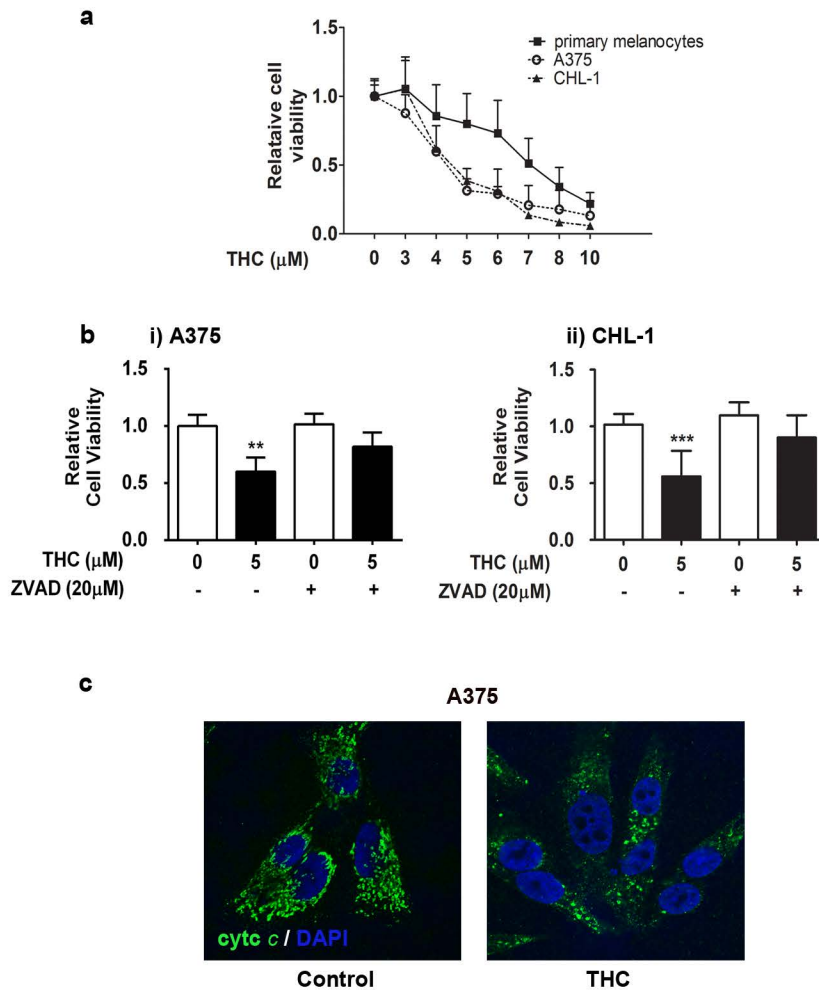 a
Relataive cell
viability
1.5
1.0
0.5
0.0
primary melanocytes
A375
CHL-1
THC (μM) 0 3 4 5 6 7 8 10
b
i) A375
Relative
Cell Viability
1.5
1.0
0.5
0.0
**
THC (μM) 0 5 0 5
ZVAD (20μM) - - + +
ii) CHL-1
Relative
Cell Viability
1.5
1.0
0.5
0.0
***
THC (μM) 0 5 0 5
ZVAD (20μM) - - + +
c
A375
cytc c / DAPI
Control THC